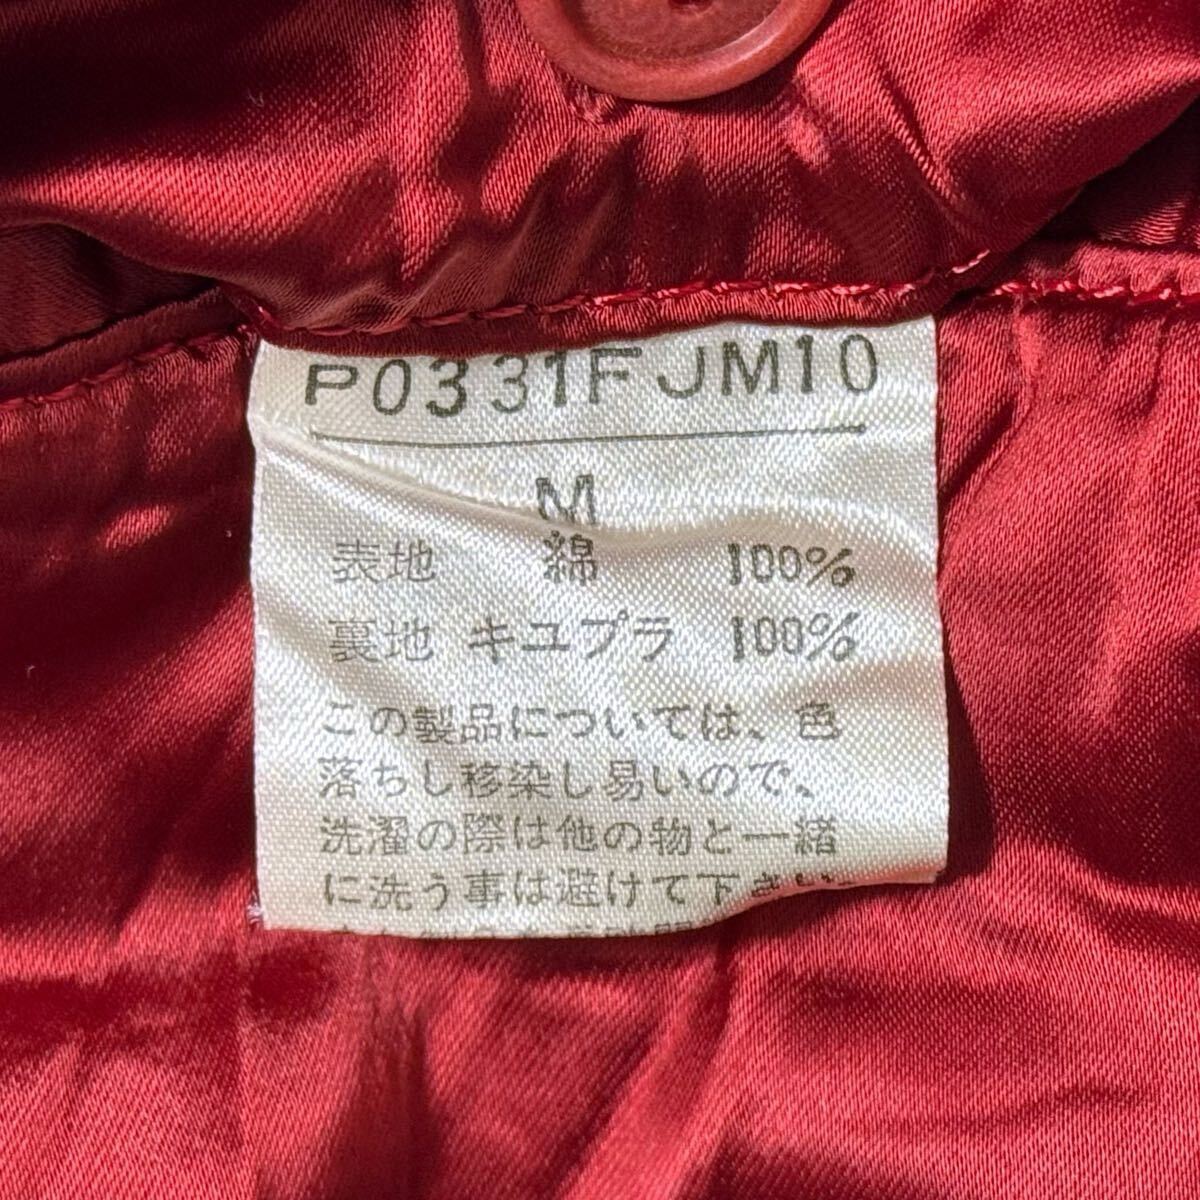 P0331FJM10
M
表地 綿 100%
裏地 キユプラ 100%
この製品については、色
落ちし移染し易いので、
洗濯の際は他の物と一緒
に洗う事は避けて下さい。